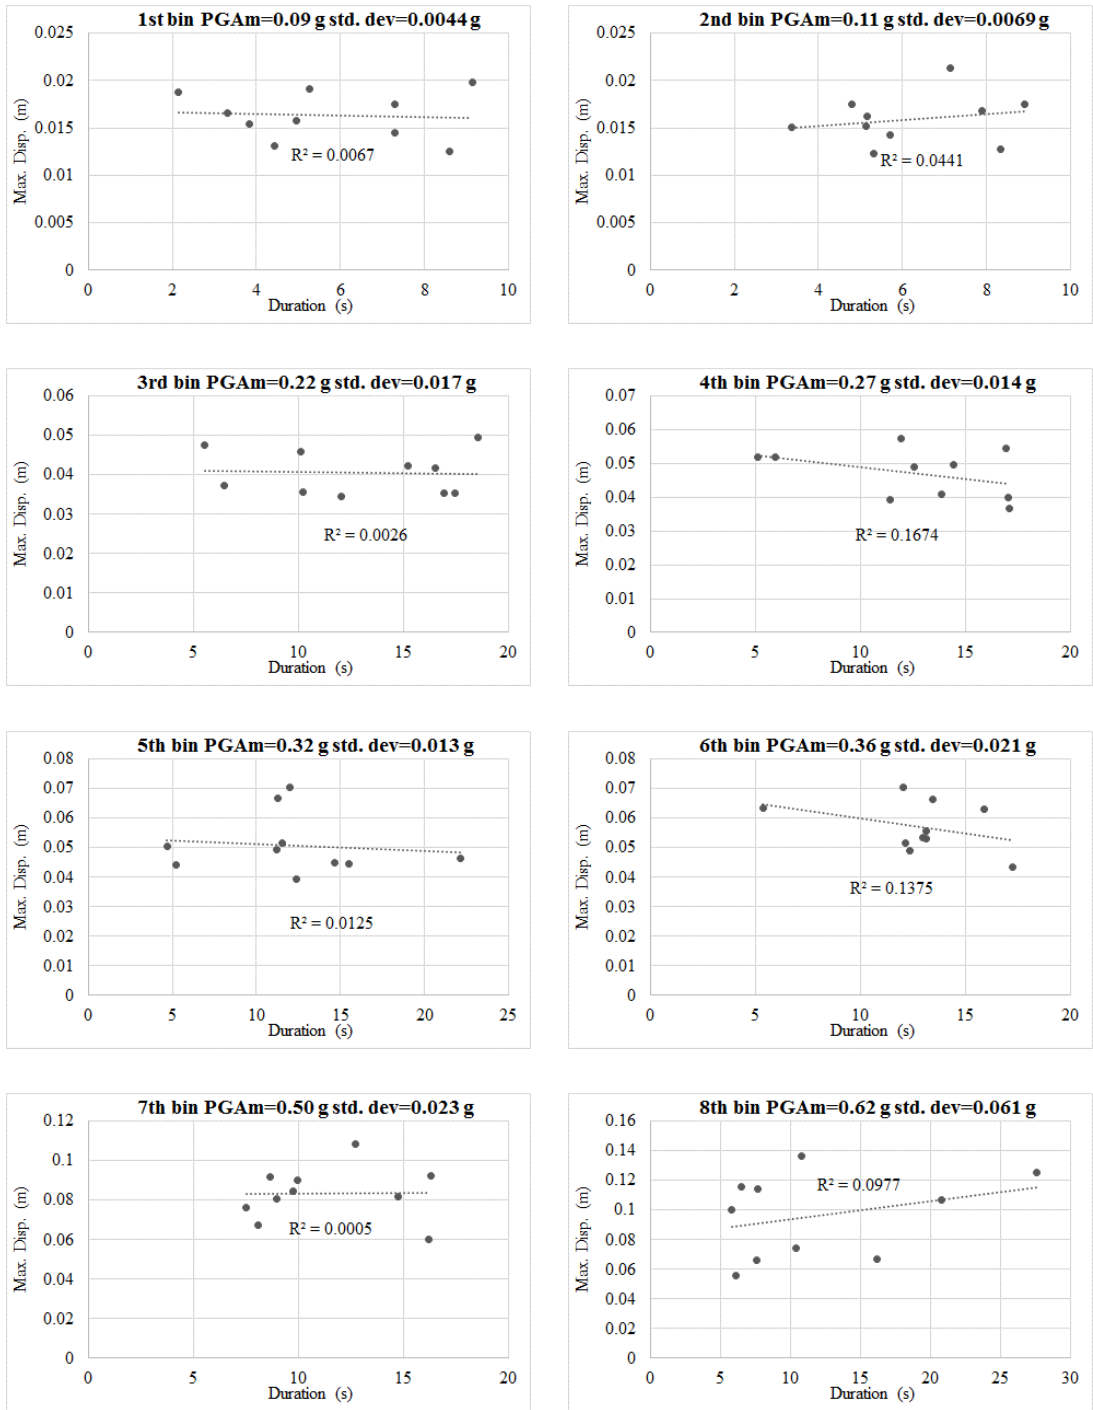 1st bin PGAm=0.09 g std. dev=0.0044 g
Max. Disp. (m)
0.025
0.02
0.015
0.01
0.005
0
R² = 0.0067
0 2 4 6 8 10
Duration (s)
2nd bin PGAm=0.11 g std. dev=0.0069 g
Max. Disp. (m)
0.025
0.02
0.015
0.01
0.005
0
R² = 0.0441
0 2 4 6 8 10
Duration (s)
3rd bin PGAm=0.22 g std. dev=0.017 g
Max. Disp. (m)
0.06
0.05
0.04
0.03
0.02
0.01
0
R² = 0.0026
0 5 10 15 20
Duration (s)
4th bin PGAm=0.27 g std. dev=0.014 g
Max. Disp. (m)
0.07
0.06
0.05
0.04
0.03
0.02
0.01
0
R² = 0.1674
0 5 10 15 20
Duration (s)
5th bin PGAm=0.32 g std. dev=0.013 g
Max. Disp. (m)
0.08
0.07
0.06
0.05
0.04
0.03
0.02
0.01
0
R² = 0.0125
0 5 10 15 20 25
Duration (s)
6th bin PGAm=0.36 g std. dev=0.021 g
Max. Disp. (m)
0.08
0.07
0.06
0.05
0.04
0.03
0.02
0.01
0
R² = 0.1375
0 5 10 15 20
Duration (s)
7th bin PGAm=0.50 g std. dev=0.023 g
Max. Disp. (m)
0.12
0.1
0.08
0.06
0.04
0.02
0
R² = 0.0005
0 5 10 15 20
Duration (s)
8th bin PGAm=0.62 g std. dev=0.061 g
Max. Disp. (m)
0.16
0.14
0.12
0.1
0.08
0.06
0.04
0.02
0
R² = 0.0977
0 5 10 15 20 25 30
Duration (s)